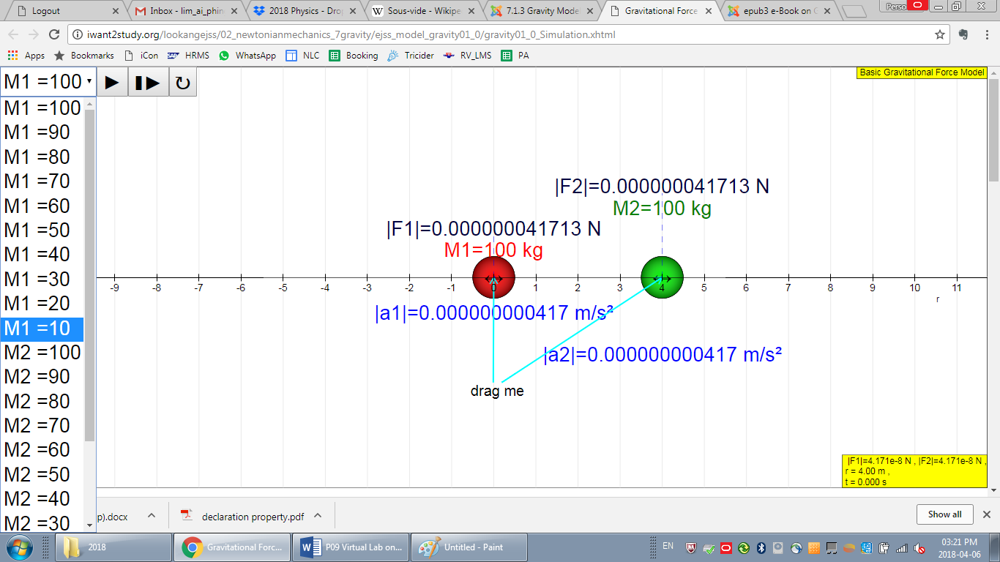 Logout
Inbox - lim_ai_phin
2018 Physics - Dro
Sous-vide - Wikipe
7.1.3 Gravity Mode
Gravitational Force
epub3 e-Book on G
Perso
iwant2study.org/lookangejss/02_newtonianmechanics_7gravity/ejss_model_gravity01_0/gravity01_0_Simulation.xhtml
Apps Bookmarks iCon HRMS WhatsApp NLC Booking Tricider RV_LMS PA
M1 =100
Basic Gravitational Force Model
M1 =100
M1 =90
M1 =80
M1 =70
M1 =60
M1 =50
M1 =40
M1 =30
M1 =20
M1 =10
M2 =100
M2 =90
M2 =80
M2 =70
M2 =60
M2 =50
M2 =40
M2 =30
|F2|=0.000000041713 N
M2=100 kg
|F1|=0.000000041713 N
M1=100 kg
-9 -8 -7 -6 -5 -4 -3 -2 -1 0 1 2 3 4 5 6 7 8 9 10 11
r
|a1|=0.000000000417 m/s²
|a2|=0.000000000417 m/s²
drag me
|F1|=4.171e-8 N , |F2|=4.171e-8 N ,
r = 4.00 m ,
t = 0.000 s
p).docx
declaration property.pdf
Show all
2018
Gravitational Forc...
P09 Virtual Lab on...
Untitled - Paint
EN
03:21 PM
2018-04-06